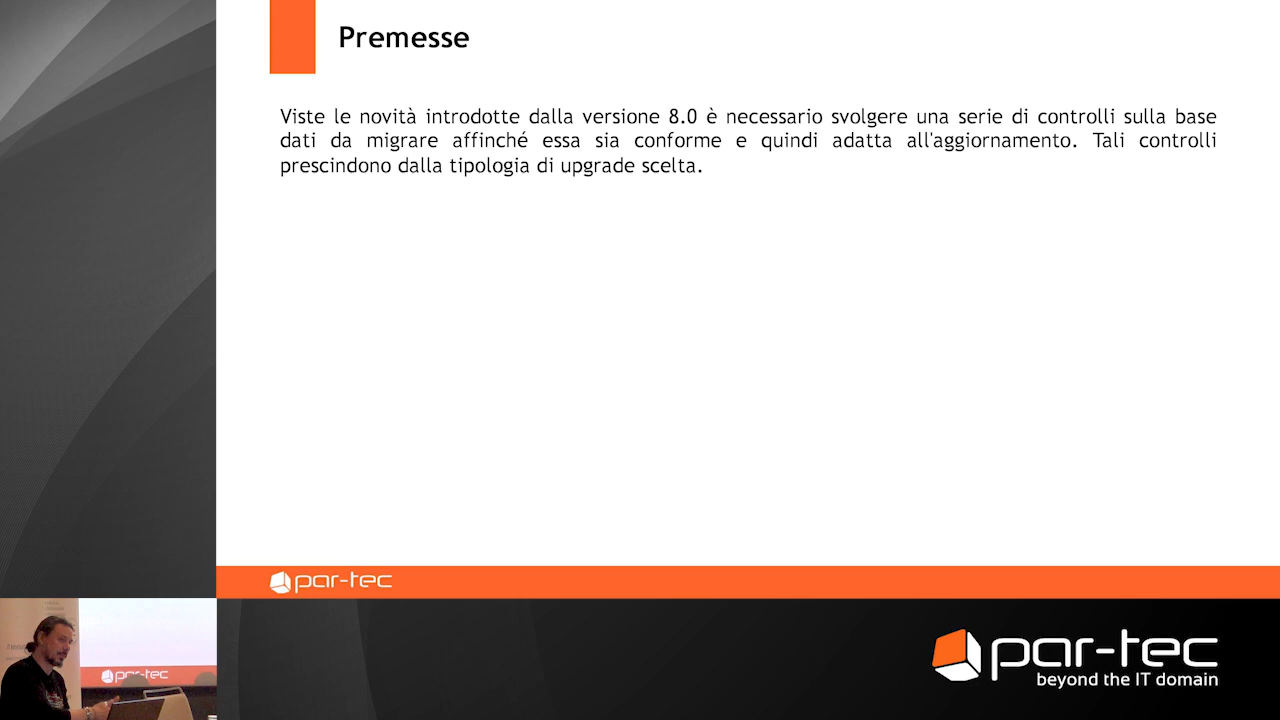 Premesse
Viste le novità introdotte dalla versione 8.0 è necessario svolgere una serie di controlli sulla base
dati da migrare affinché essa sia conforme e quindi adatta all'aggiornamento. Tali controlli
prescindono dalla tipologia di upgrade scelta.
par-tec
par-tec
par-tec
beyond the IT domain